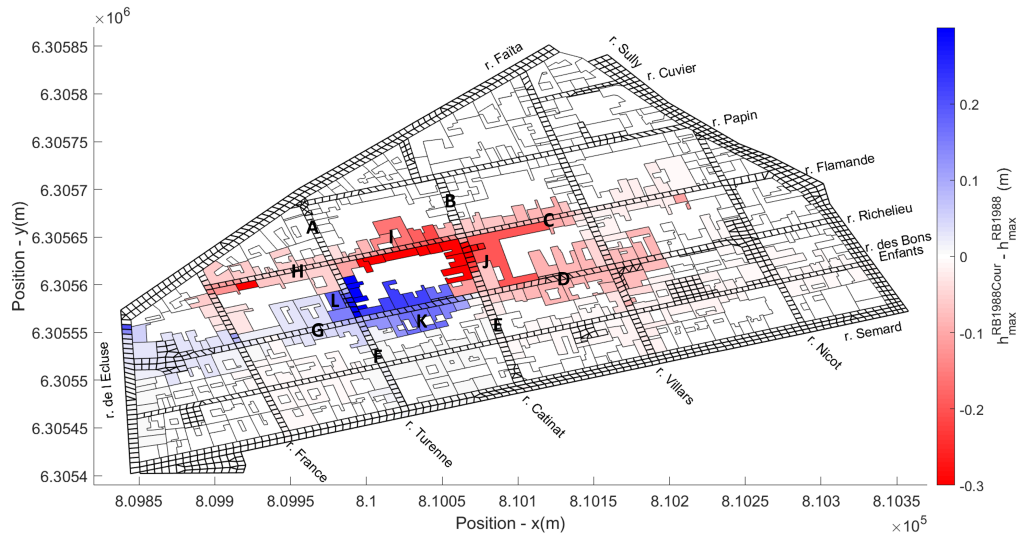 ×10⁶
6.30585
6.3058
6.30575
6.3057
6.30565
6.3056
6.30555
6.3055
6.30545
6.3054
Position - y(m)
r. Faïta
r. Sully
r. Cuvier
r. Papin
r. Flamande
r. Richelieu
r. des Bons
Enfants
r. Semard
r. Nicot
r. Villars
r. Catinat
r. Turenne
r. France
r. de l Ecluse
A
B
C
I
J
H
D
L
K
G
E
F
8.0985
8.099
8.0995
8.1
8.1005
8.101
8.1015
8.102
8.1025
8.103
8.1035
×10⁵
Position - x(m)
0.2
0.1
0
-0.1
-0.2
-0.3
h_max^RB1988Cour - h_max^RB1988 (m)